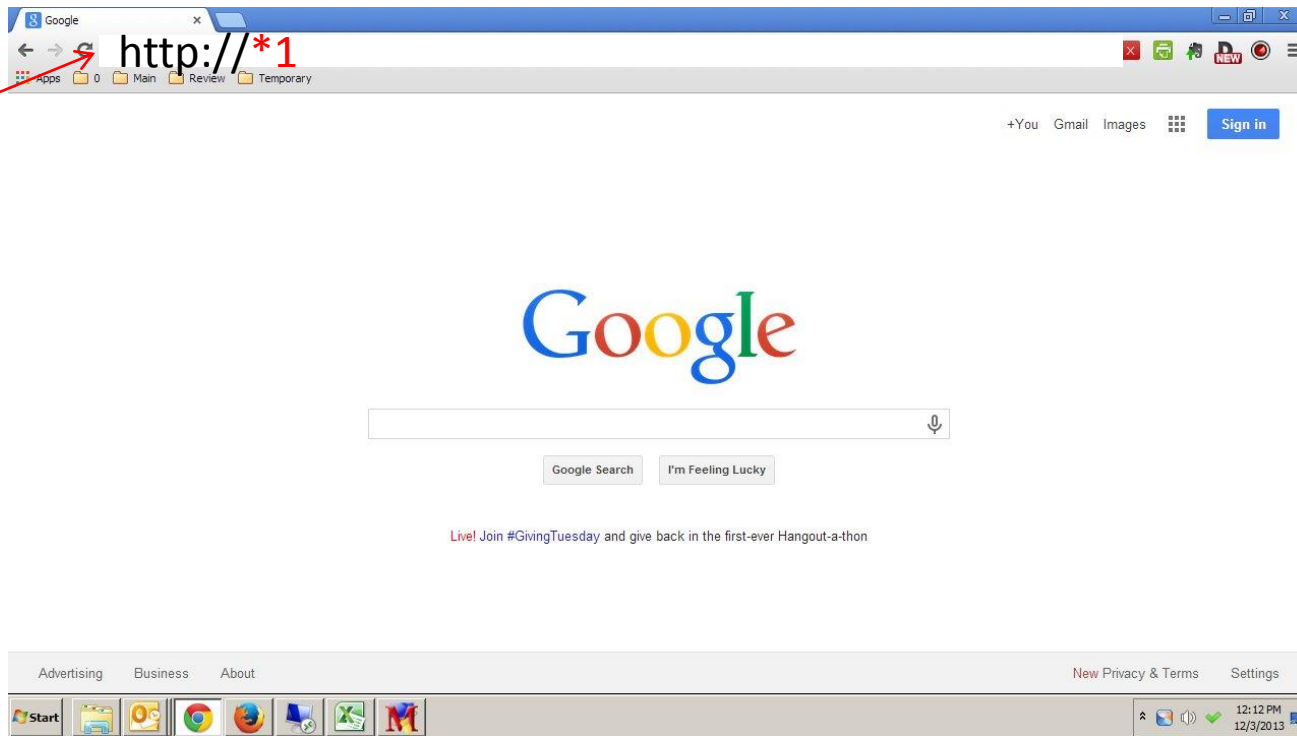 Google
http://*1
Apps 0 Main Review Temporary
NEW
+You Gmail Images Sign in
Google
Google Search I'm Feeling Lucky
Live! Join #GivingTuesday and give back in the first-ever Hangout-a-thon
Advertising Business About New Privacy & Terms Settings
Start 12:12 PM
12/3/2013